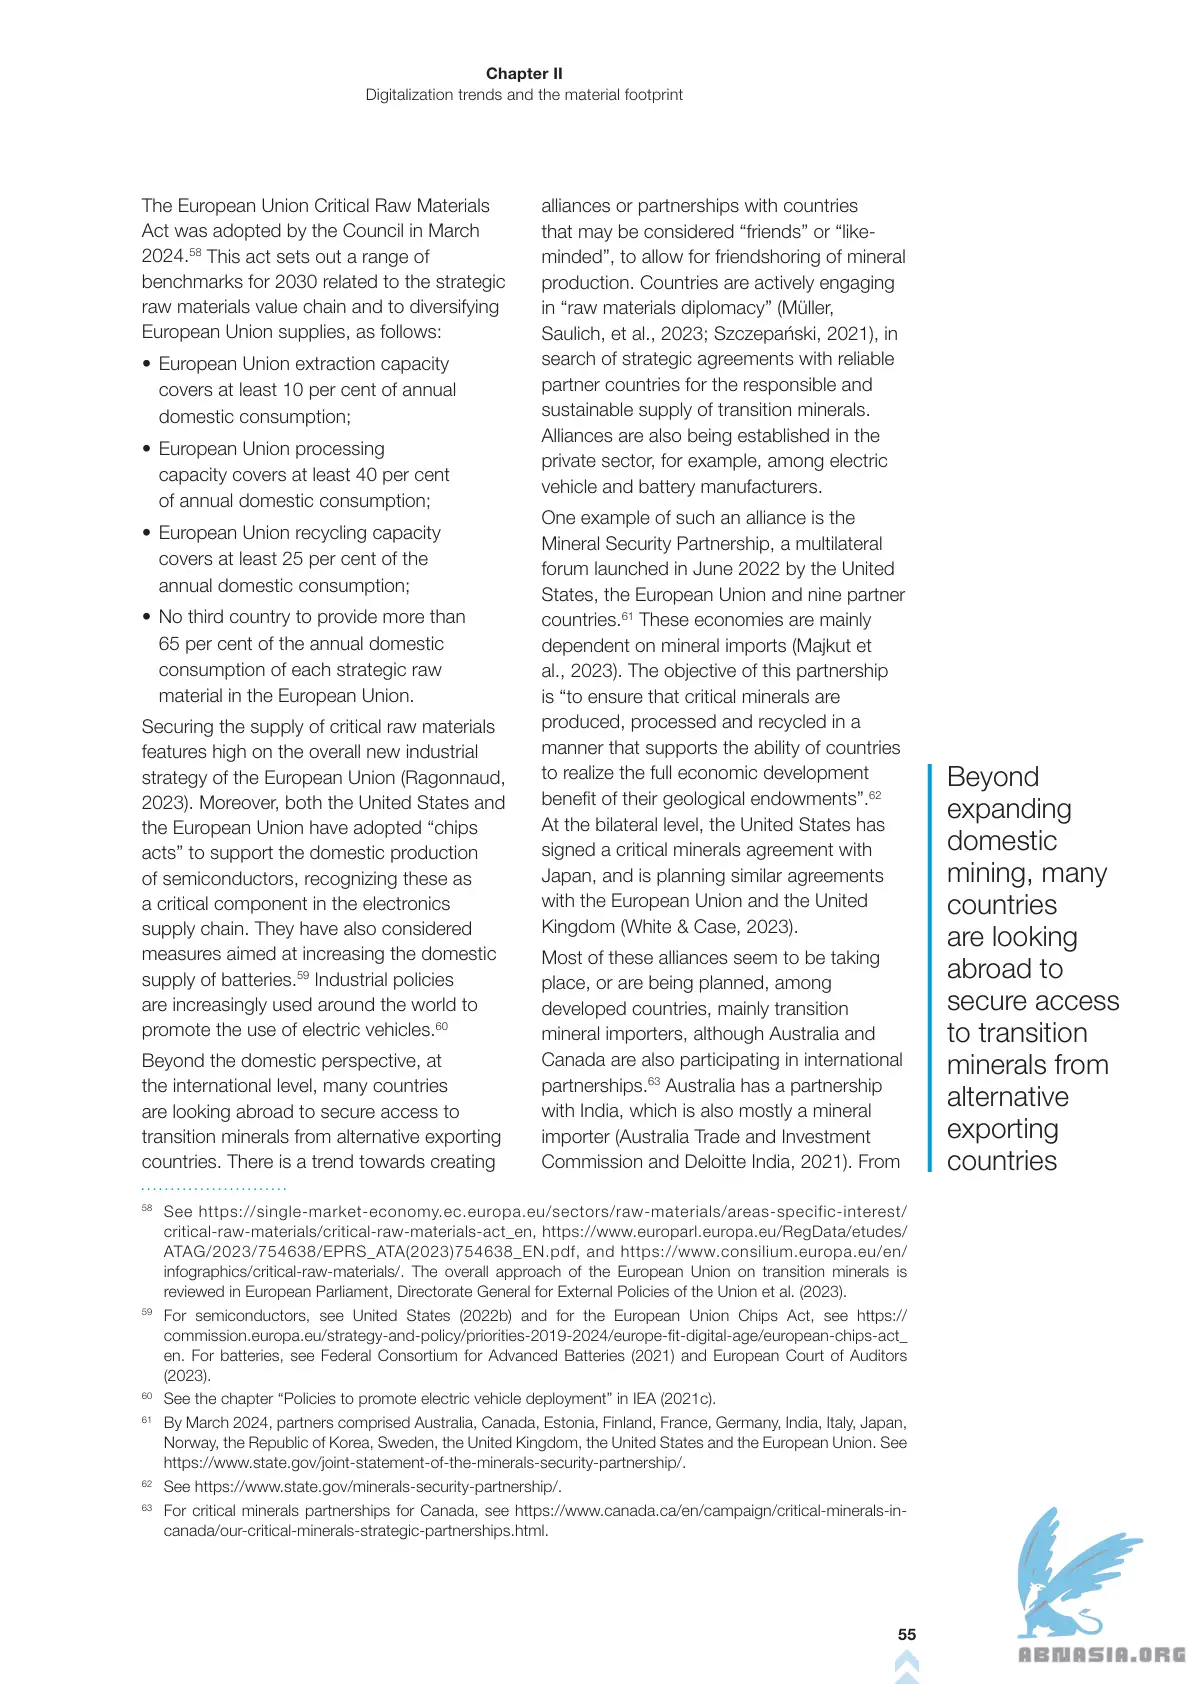 Chapter II
Digitalization trends and the material footprint
The European Union Critical Raw Materials
Act was adopted by the Council in March
2024.58 This act sets out a range of
benchmarks for 2030 related to the strategic
raw materials value chain and to diversifying
European Union supplies, as follows:
• European Union extraction capacity
covers at least 10 per cent of annual
domestic consumption;
• European Union processing
capacity covers at least 40 per cent
of annual domestic consumption;
• European Union recycling capacity
covers at least 25 per cent of the
annual domestic consumption;
• No third country to provide more than
65 per cent of the annual domestic
consumption of each strategic raw
material in the European Union.
Securing the supply of critical raw materials
features high on the overall new industrial
strategy of the European Union (Ragonnaud,
2023). Moreover, both the United States and
the European Union have adopted “chips
acts” to support the domestic production
of semiconductors, recognizing these as
a critical component in the electronics
supply chain. They have also considered
measures aimed at increasing the domestic
supply of batteries.59 Industrial policies
are increasingly used around the world to
promote the use of electric vehicles.60
Beyond the domestic perspective, at
the international level, many countries
are looking abroad to secure access to
transition minerals from alternative exporting
countries. There is a trend towards creating
alliances or partnerships with countries
that may be considered “friends” or “like-
minded”, to allow for friendshoring of mineral
production. Countries are actively engaging
in “raw materials diplomacy” (Müller,
Saulich, et al., 2023; Szczepański, 2021), in
search of strategic agreements with reliable
partner countries for the responsible and
sustainable supply of transition minerals.
Alliances are also being established in the
private sector, for example, among electric
vehicle and battery manufacturers.
One example of such an alliance is the
Mineral Security Partnership, a multilateral
forum launched in June 2022 by the United
States, the European Union and nine partner
countries.61 These economies are mainly
dependent on mineral imports (Majkut et
al., 2023). The objective of this partnership
is “to ensure that critical minerals are
produced, processed and recycled in a
manner that supports the ability of countries
to realize the full economic development
benefit of their geological endowments”.62
At the bilateral level, the United States has
signed a critical minerals agreement with
Japan, and is planning similar agreements
with the European Union and the United
Kingdom (White & Case, 2023).
Most of these alliances seem to be taking
place, or are being planned, among
developed countries, mainly transition
mineral importers, although Australia and
Canada are also participating in international
partnerships.63 Australia has a partnership
with India, which is also mostly a mineral
importer (Australia Trade and Investment
Commission and Deloitte India, 2021). From
Beyond
expanding
domestic
mining, many
countries
are looking
abroad to
secure access
to transition
minerals from
alternative
exporting
countries
58 See https://single-market-economy.ec.europa.eu/sectors/raw-materials/areas-specific-interest/
critical-raw-materials/critical-raw-materials-act_en, https://www.europarl.europa.eu/RegData/etudes/
ATAG/2023/754638/EPRS_ATA(2023)754638_EN.pdf, and https://www.consilium.europa.eu/en/
infographics/critical-raw-materials/. The overall approach of the European Union on transition minerals is
reviewed in European Parliament, Directorate General for External Policies of the Union et al. (2023).
59 For semiconductors, see United States (2022b) and for the European Union Chips Act, see https://
commission.europa.eu/strategy-and-policy/priorities-2019-2024/europe-fit-digital-age/european-chips-act_
en. For batteries, see Federal Consortium for Advanced Batteries (2021) and European Court of Auditors
(2023).
60 See the chapter “Policies to promote electric vehicle deployment” in IEA (2021c).
61 By March 2024, partners comprised Australia, Canada, Estonia, Finland, France, Germany, India, Italy, Japan,
Norway, the Republic of Korea, Sweden, the United Kingdom, the United States and the European Union. See
https://www.state.gov/joint-statement-of-the-minerals-security-partnership/.
62 See https://www.state.gov/minerals-security-partnership/.
63 For critical minerals partnerships for Canada, see https://www.canada.ca/en/campaign/critical-minerals-in-
canada/our-critical-minerals-strategic-partnerships.html.
55
ABNASIA.ORG